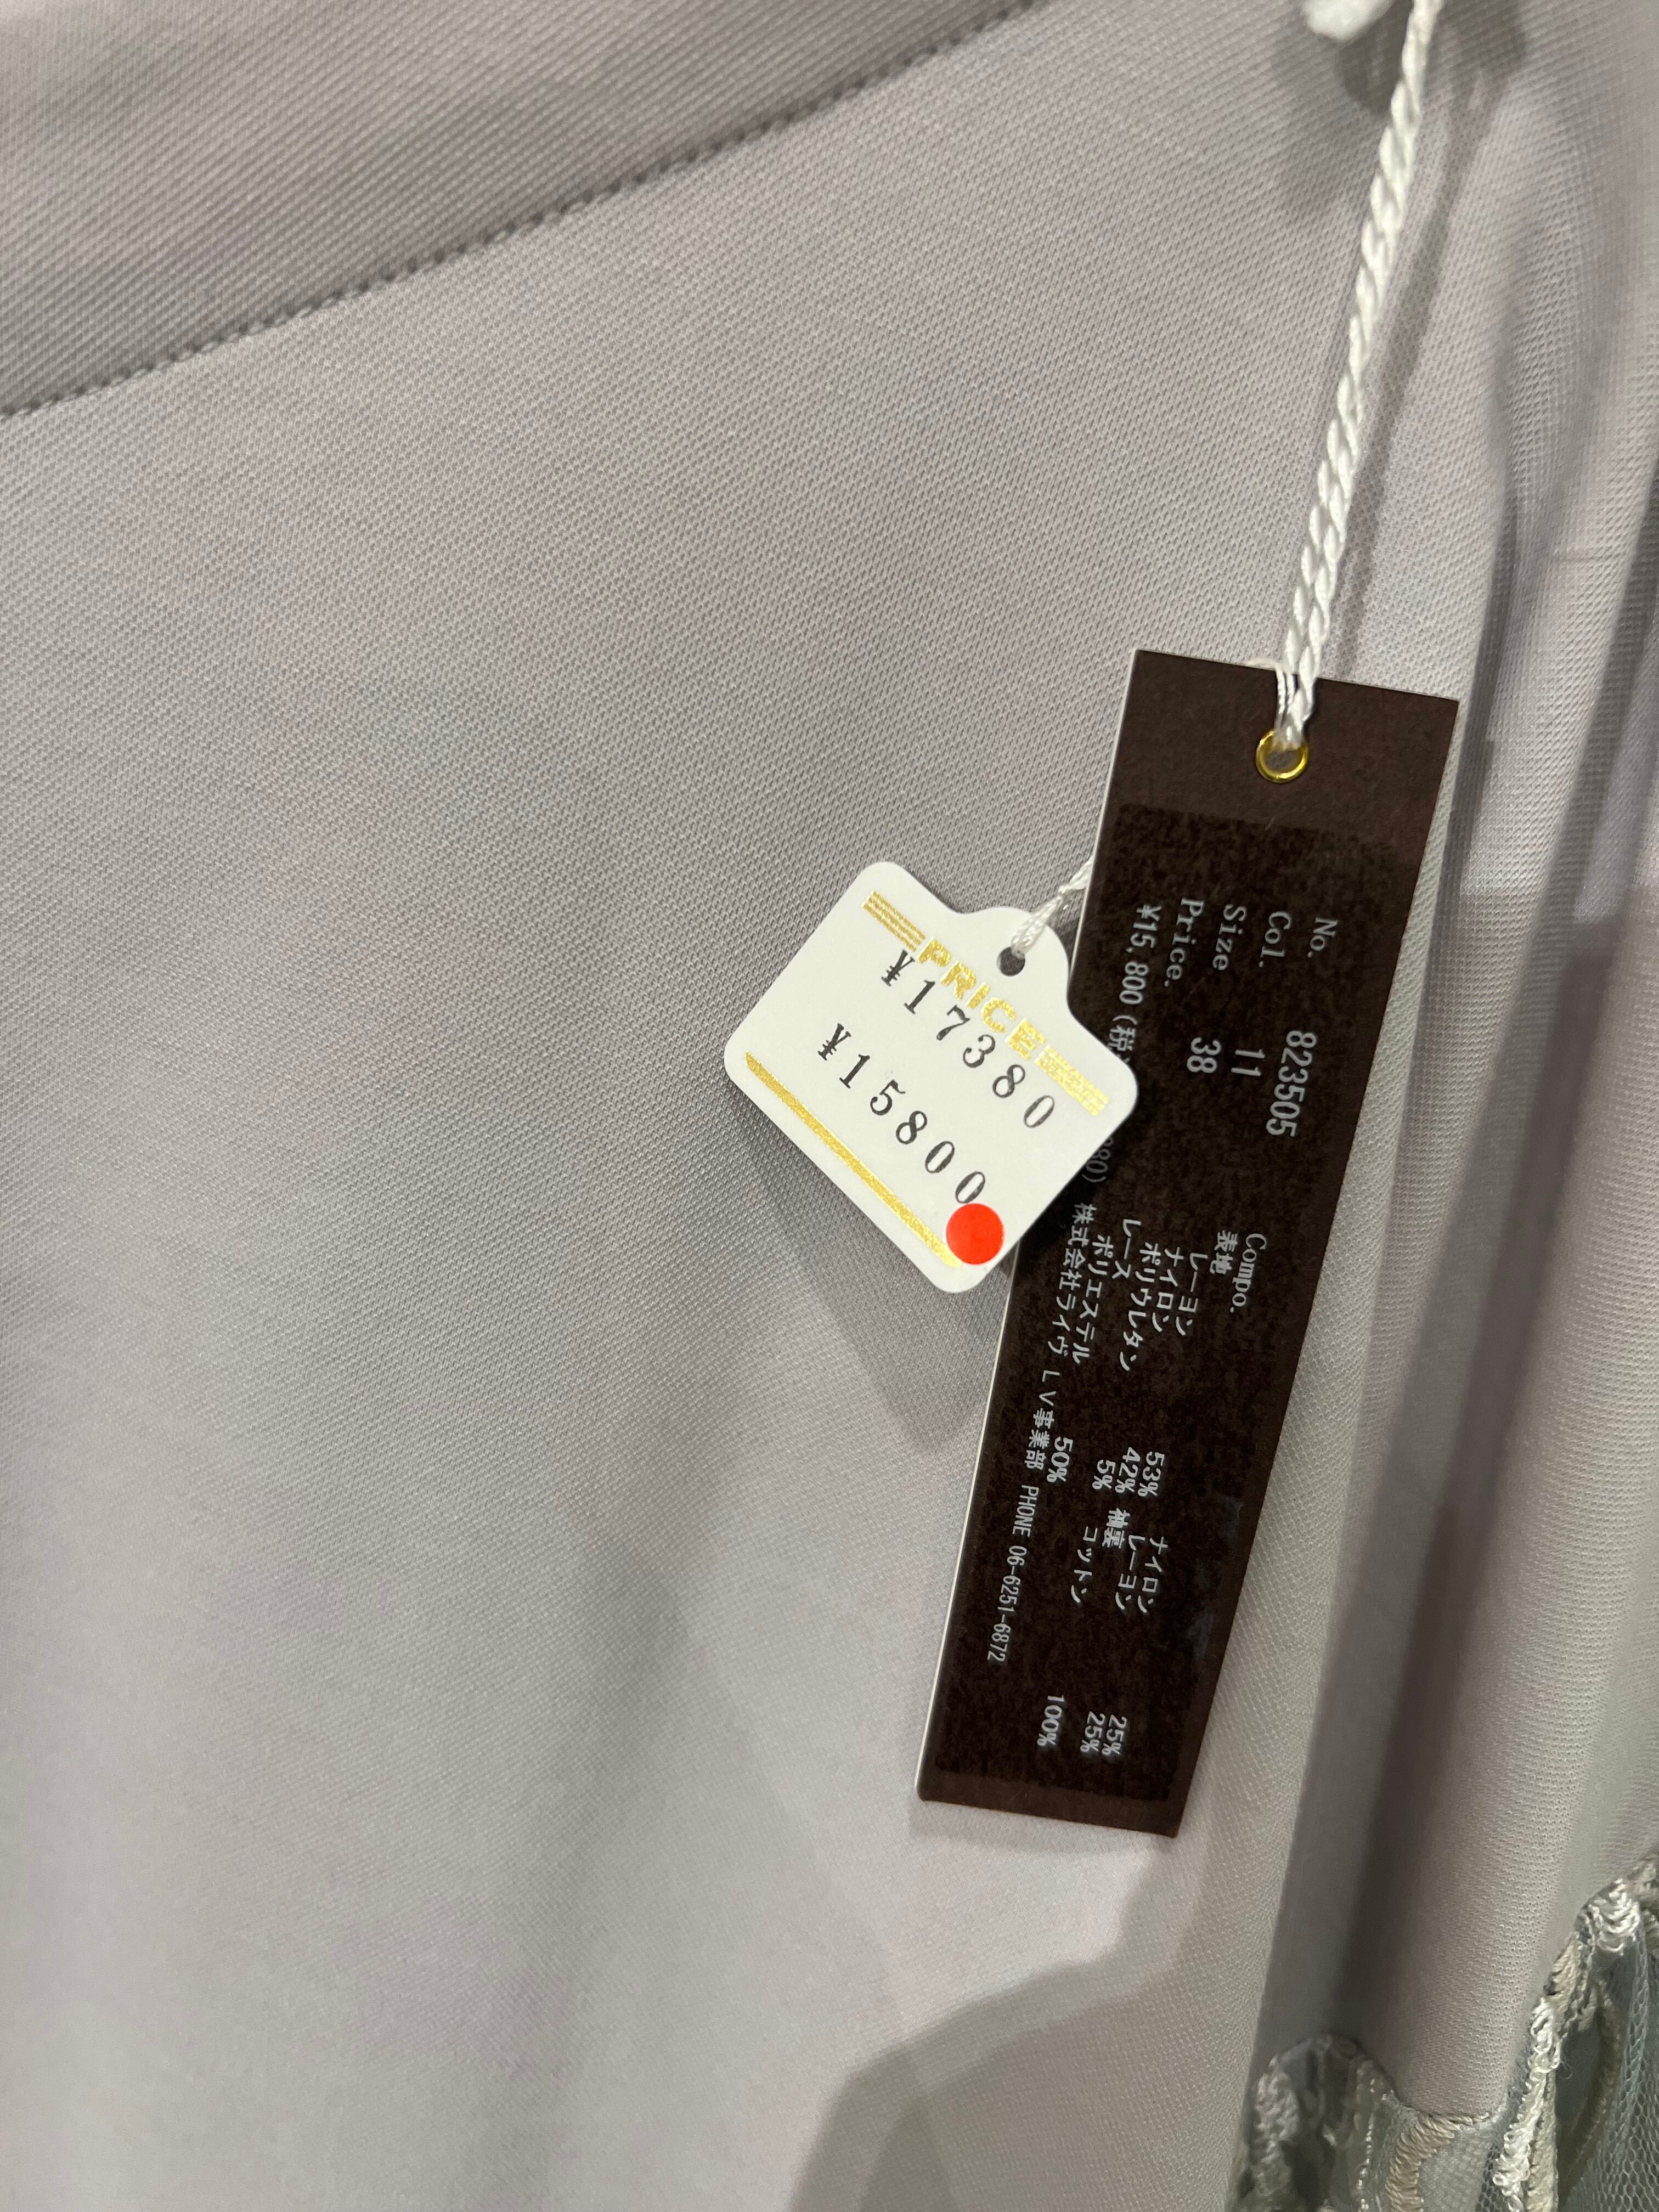 PRICE
¥17380
¥15800
No. 823505
Col. 11
Size 38
Price.
¥15,800(税
80)
Compo.
表地
レーヨン 53%
ナイロン 42%
ポリウレタン 5%
レース
ポリエステル 50%
ナイロン 25%
レーヨン 25%
袖裏
コットン 100%
株式会社ライヴ LV事業部 PHONE 06-6251-6872